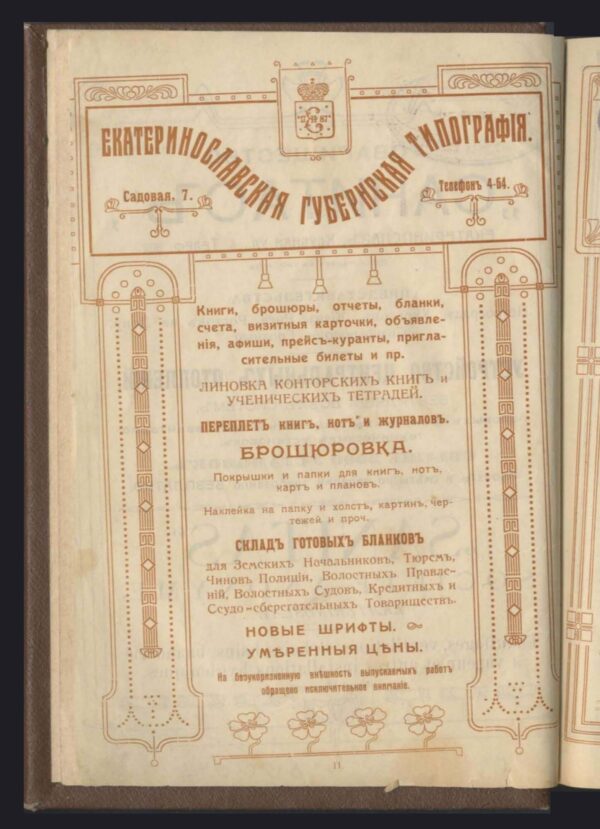 ЕКАТЕРИНОСЛАВСКАЯ ГУБЕРНСКАЯ ТИПОГРАФІЯ.
Садовая, 7.
Телефонъ 4-54.
Книги, брошюры, отчеты, бланки,
счета, визитныя карточки, объявле-
нія, афиши, прейсъ-куранты, пригла-
сительные билеты и пр.
ЛИНОВКА КОНТОРСКИХЪ КНИГЪ и
УЧЕНИЧЕСКИХЪ ТЕТРАДЕЙ.
ПЕРЕПЛЕТЪ книгъ, нотъ и журналовъ.
БРОШЮРОВКА.
Покрышки и папки для книгъ, нотъ,
картъ и плановъ.
Наклейка на папку и холстъ, картинъ, чер-
тежей и проч.
СКЛАДЪ ГОТОВЫХЪ БЛАНКОВЪ
для Земскихъ Начальниковъ, Тюремъ,
Чиновъ Полиціи, Волостныхъ Правле-
ній, Волостныхъ Судовъ, Кредитныхъ и
Ссудо-сберегательныхъ Товариществъ.
НОВЫЕ ШРИФТЫ.
УМѢРЕННЫЯ ЦѢНЫ.
На безукоризненную внѣшность выпускаемыхъ работъ
обращено исключительное вниманіе.
11